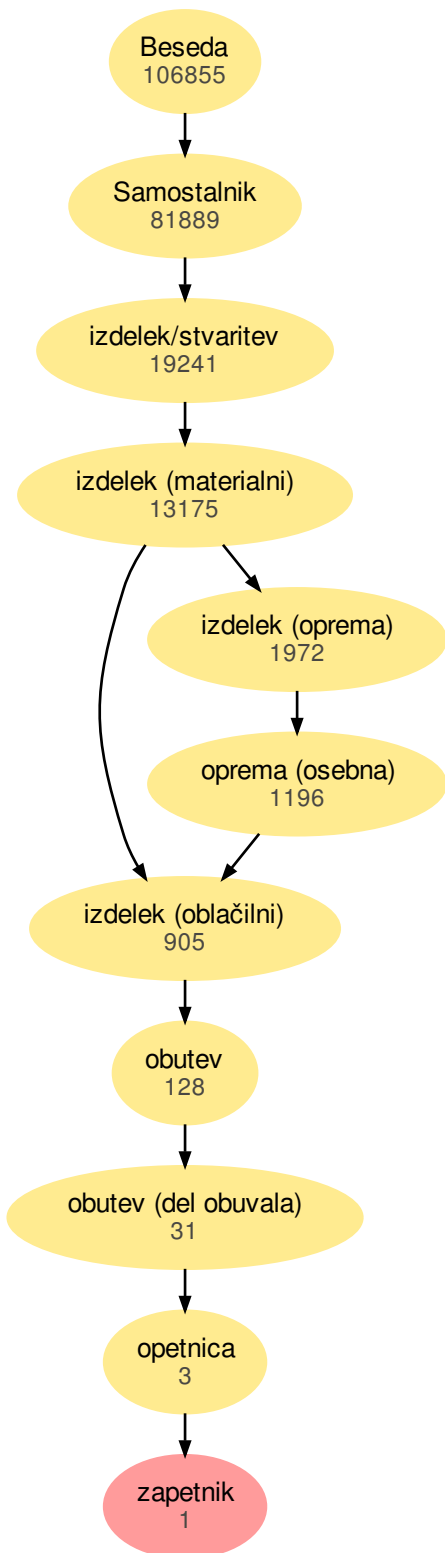 Beseda
106855
Samostalnik
81889
izdelek/stvaritev
19241
izdelek (materialni)
13175
izdelek (oprema)
1972
oprema (osebna)
1196
izdelek (oblačilni)
905
obutev
128
obutev (del obuvala)
31
opetnica
3
zapetnik
1